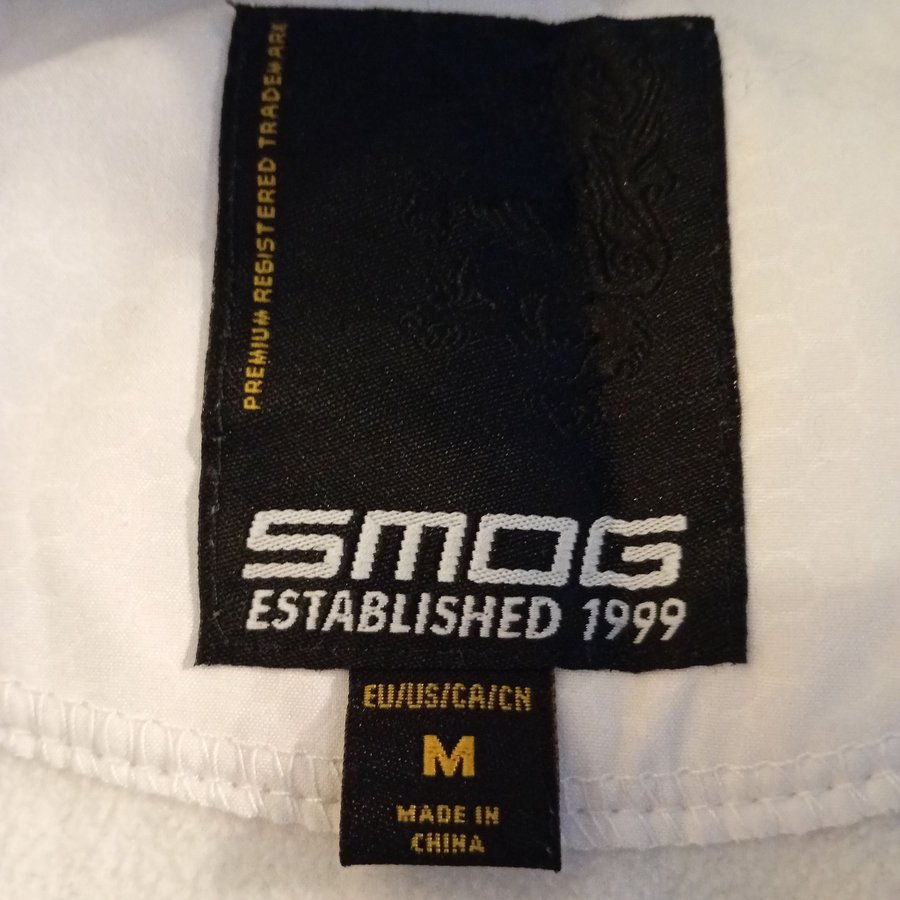 PREMIUM REGISTERED TRADEMARK
SMOG
ESTABLISHED 1999
EU/US/CA/CN
M
MADE IN
CHINA